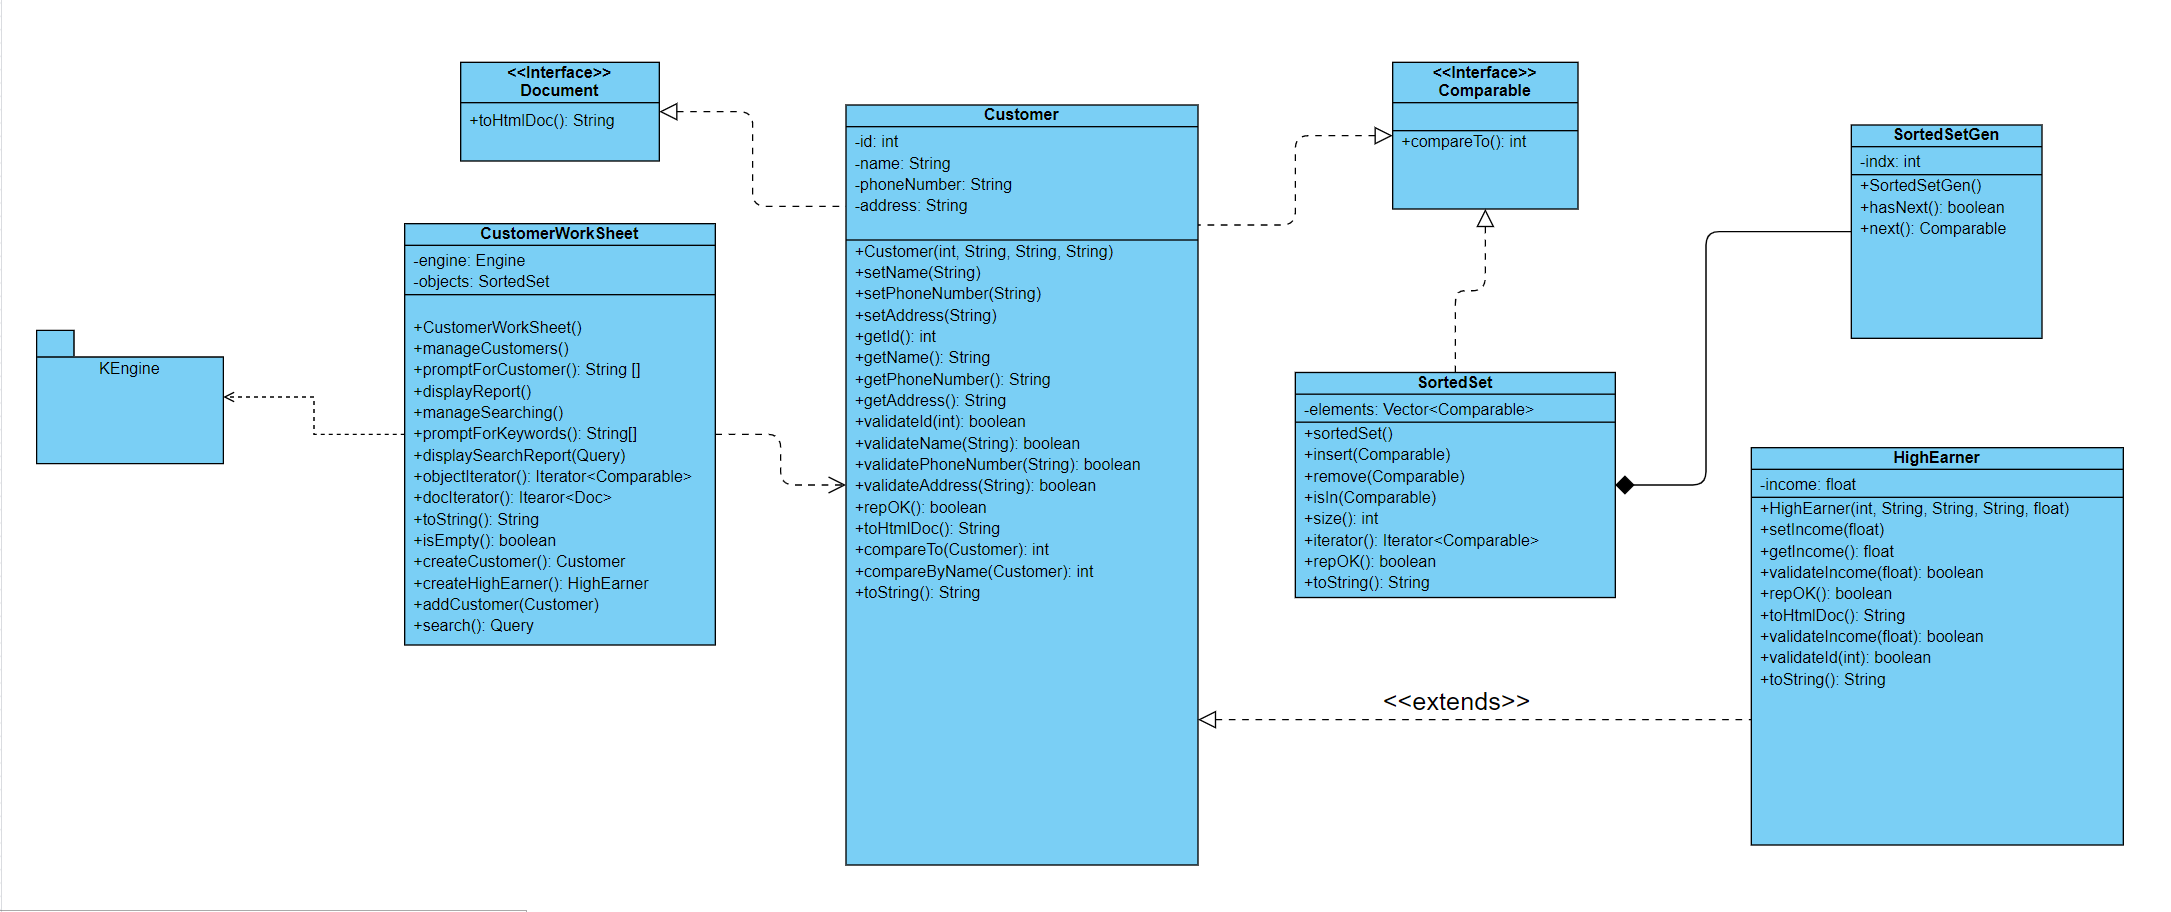 <<Interface>>
Document
+toHtmlDoc(): String
<<Interface>>
Comparable
+compareTo(): int
Customer
-id: int
-name: String
-phoneNumber: String
-address: String
+Customer(int, String, String, String)
+setName(String)
+setPhoneNumber(String)
+setAddress(String)
+getId(): int
+getName(): String
+getPhoneNumber(): String
+getAddress(): String
+validateId(int): boolean
+validateName(String): boolean
+validatePhoneNumber(String): boolean
+validateAddress(String): boolean
+repOK(): boolean
+toHtmlDoc(): String
+compareTo(Customer): int
+compareByName(Customer): int
+toString(): String
SortedSetGen
-indx: int
+SortedSetGen()
+hasNext(): boolean
+next(): Comparable
CustomerWorkSheet
-engine: Engine
-objects: SortedSet
+CustomerWorkSheet()
+manageCustomers()
+promptForCustomer(): String []
+displayReport()
+manageSearching()
+promptForKeywords(): String[]
+displaySearchReport(Query)
+objectIterator(): Iterator<Comparable>
+docIterator(): Itearor<Doc>
+toString(): String
+isEmpty(): boolean
+createCustomer(): Customer
+createHighEarner(): HighEarner
+addCustomer(Customer)
+search(): Query
KEngine
SortedSet
-elements: Vector<Comparable>
+sortedSet()
+insert(Comparable)
+remove(Comparable)
+isIn(Comparable)
+size(): int
+iterator(): Iterator<Comparable>
+repOK(): boolean
+toString(): String
HighEarner
-income: float
+HighEarner(int, String, String, String, float)
+setIncome(float)
+getIncome(): float
+validateIncome(float): boolean
+repOK(): boolean
+toHtmlDoc(): String
+validateIncome(float): boolean
+validateId(int): boolean
+toString(): String
<<extends>>